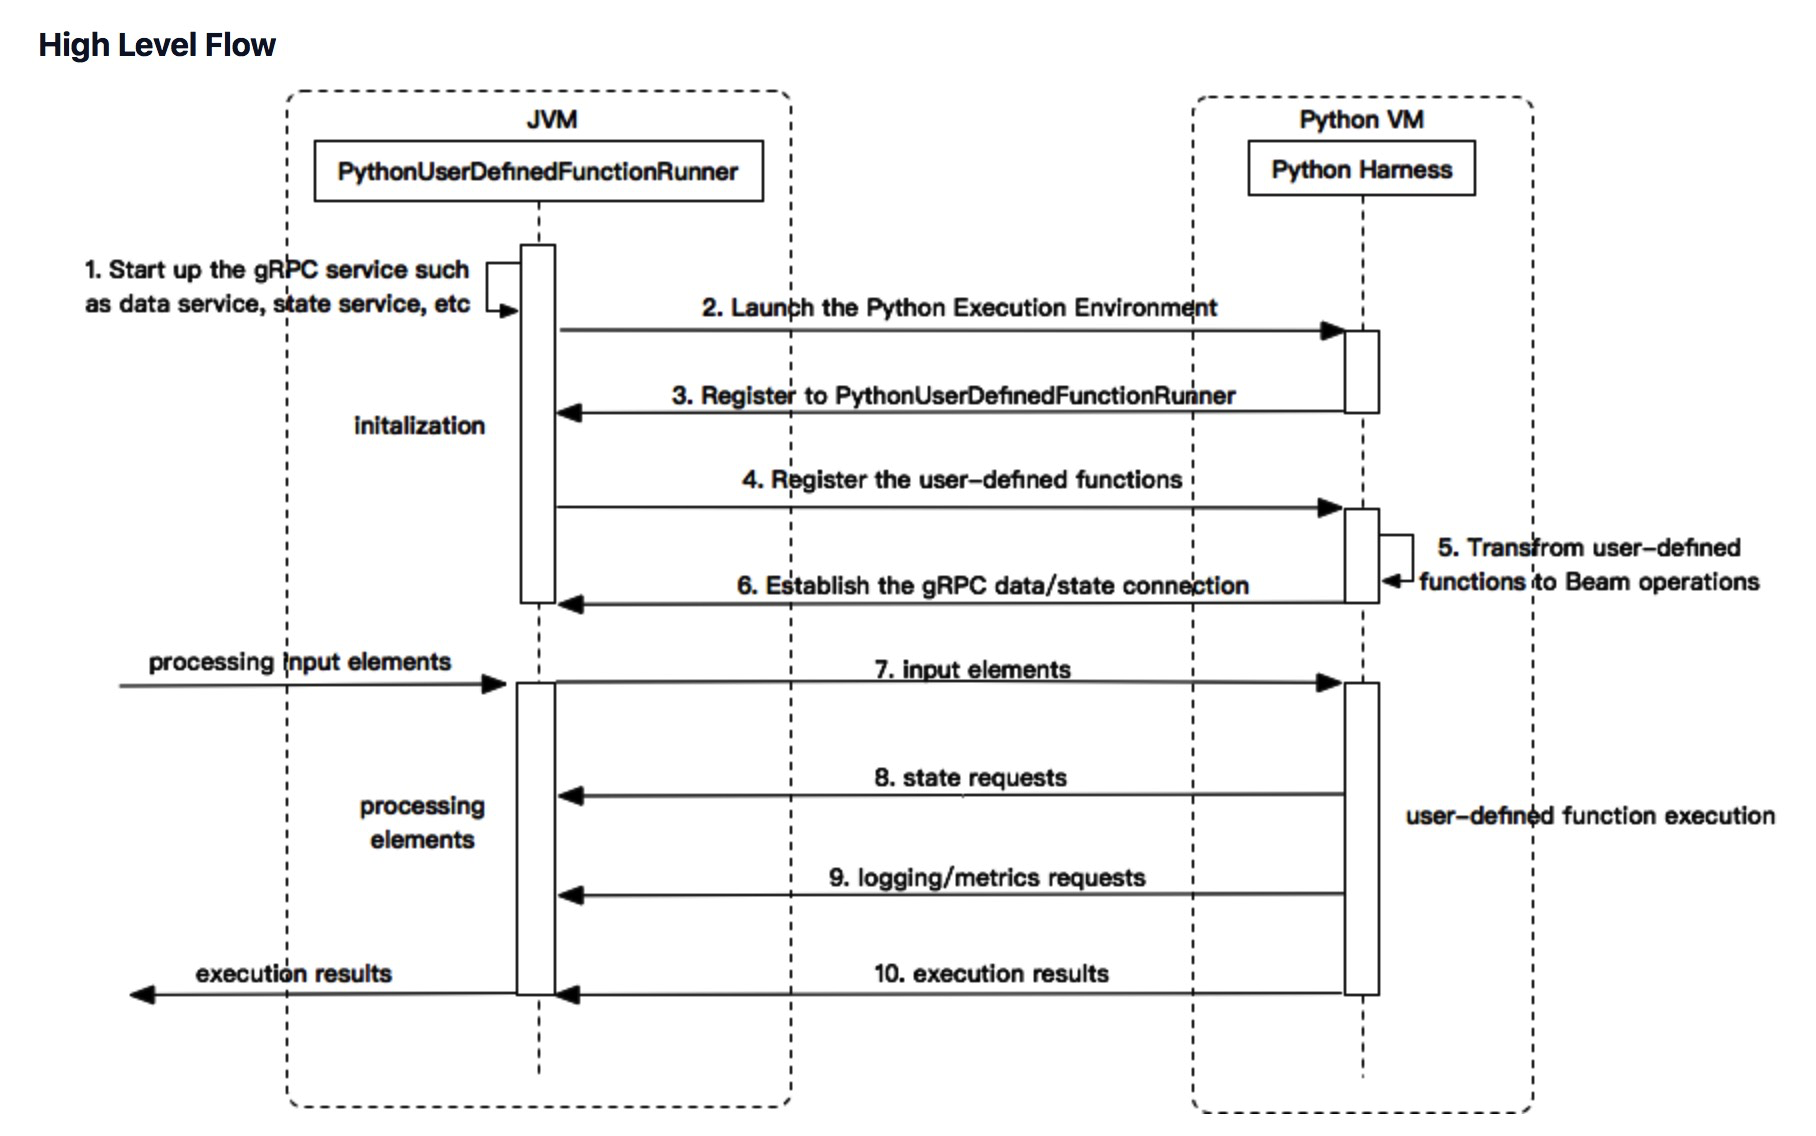 High Level Flow
JVM
Python VM
PythonUserDefinedFunctionRunner
Python Harness
1. Start up the gRPC service such
as data service, state service, etc
2. Launch the Python Execution Environment
3. Register to PythonUserDefinedFunctionRunner
initalization
4. Register the user-defined functions
5. Transfrom user-defined
functions to Beam operations
6. Establish the gRPC data/state connection
processing input elements
7. input elements
8. state requests
processing
elements
user-defined function execution
9. logging/metrics requests
execution results
10. execution results